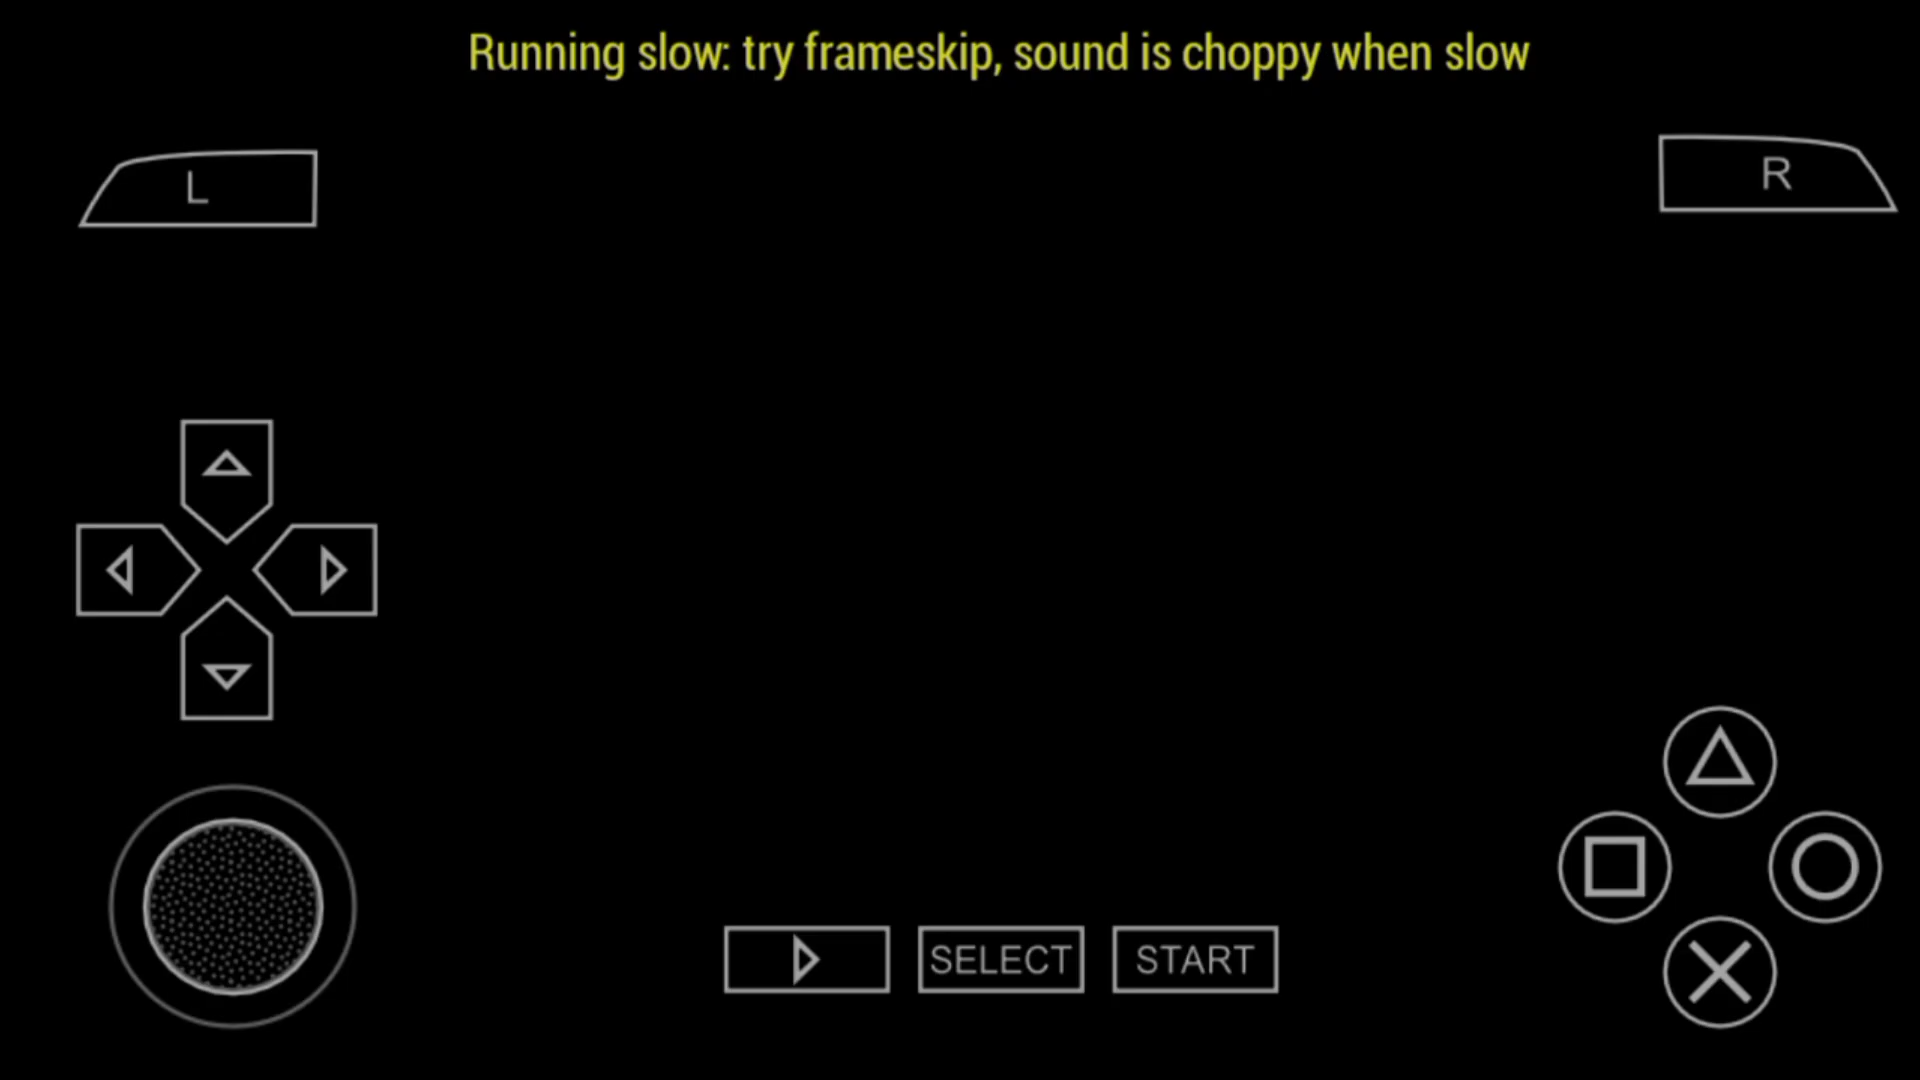 Running slow: try frameskip, sound is choppy when slow
L
R
SELECT
START